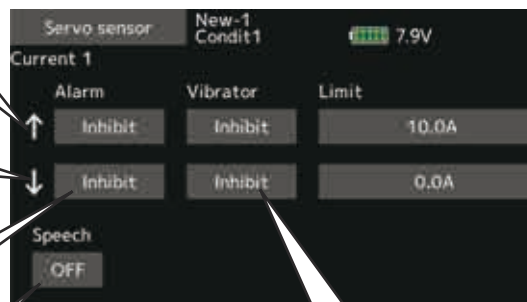 Servo sensor New-1
Condit1 7.9V
Current 1
Alarm Vibrator Limit
↑ Inhibit Inhibit 10.0A
↓ Inhibit Inhibit 0.0A
Speech
OFF